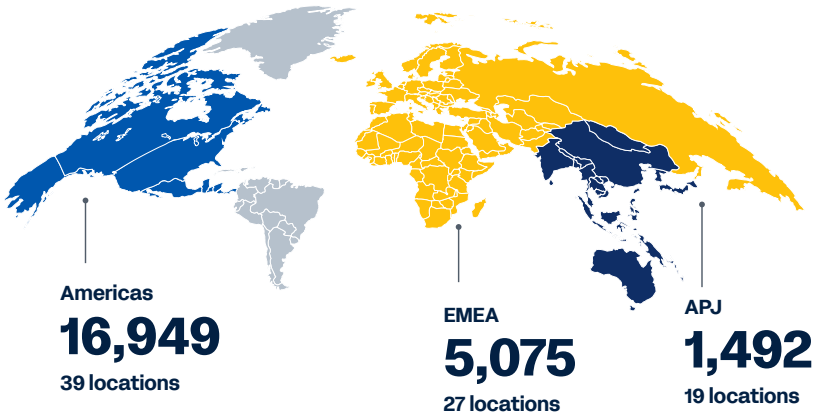 Americas
16,949
39 locations
EMEA
5,075
27 locations
APJ
1,492
19 locations